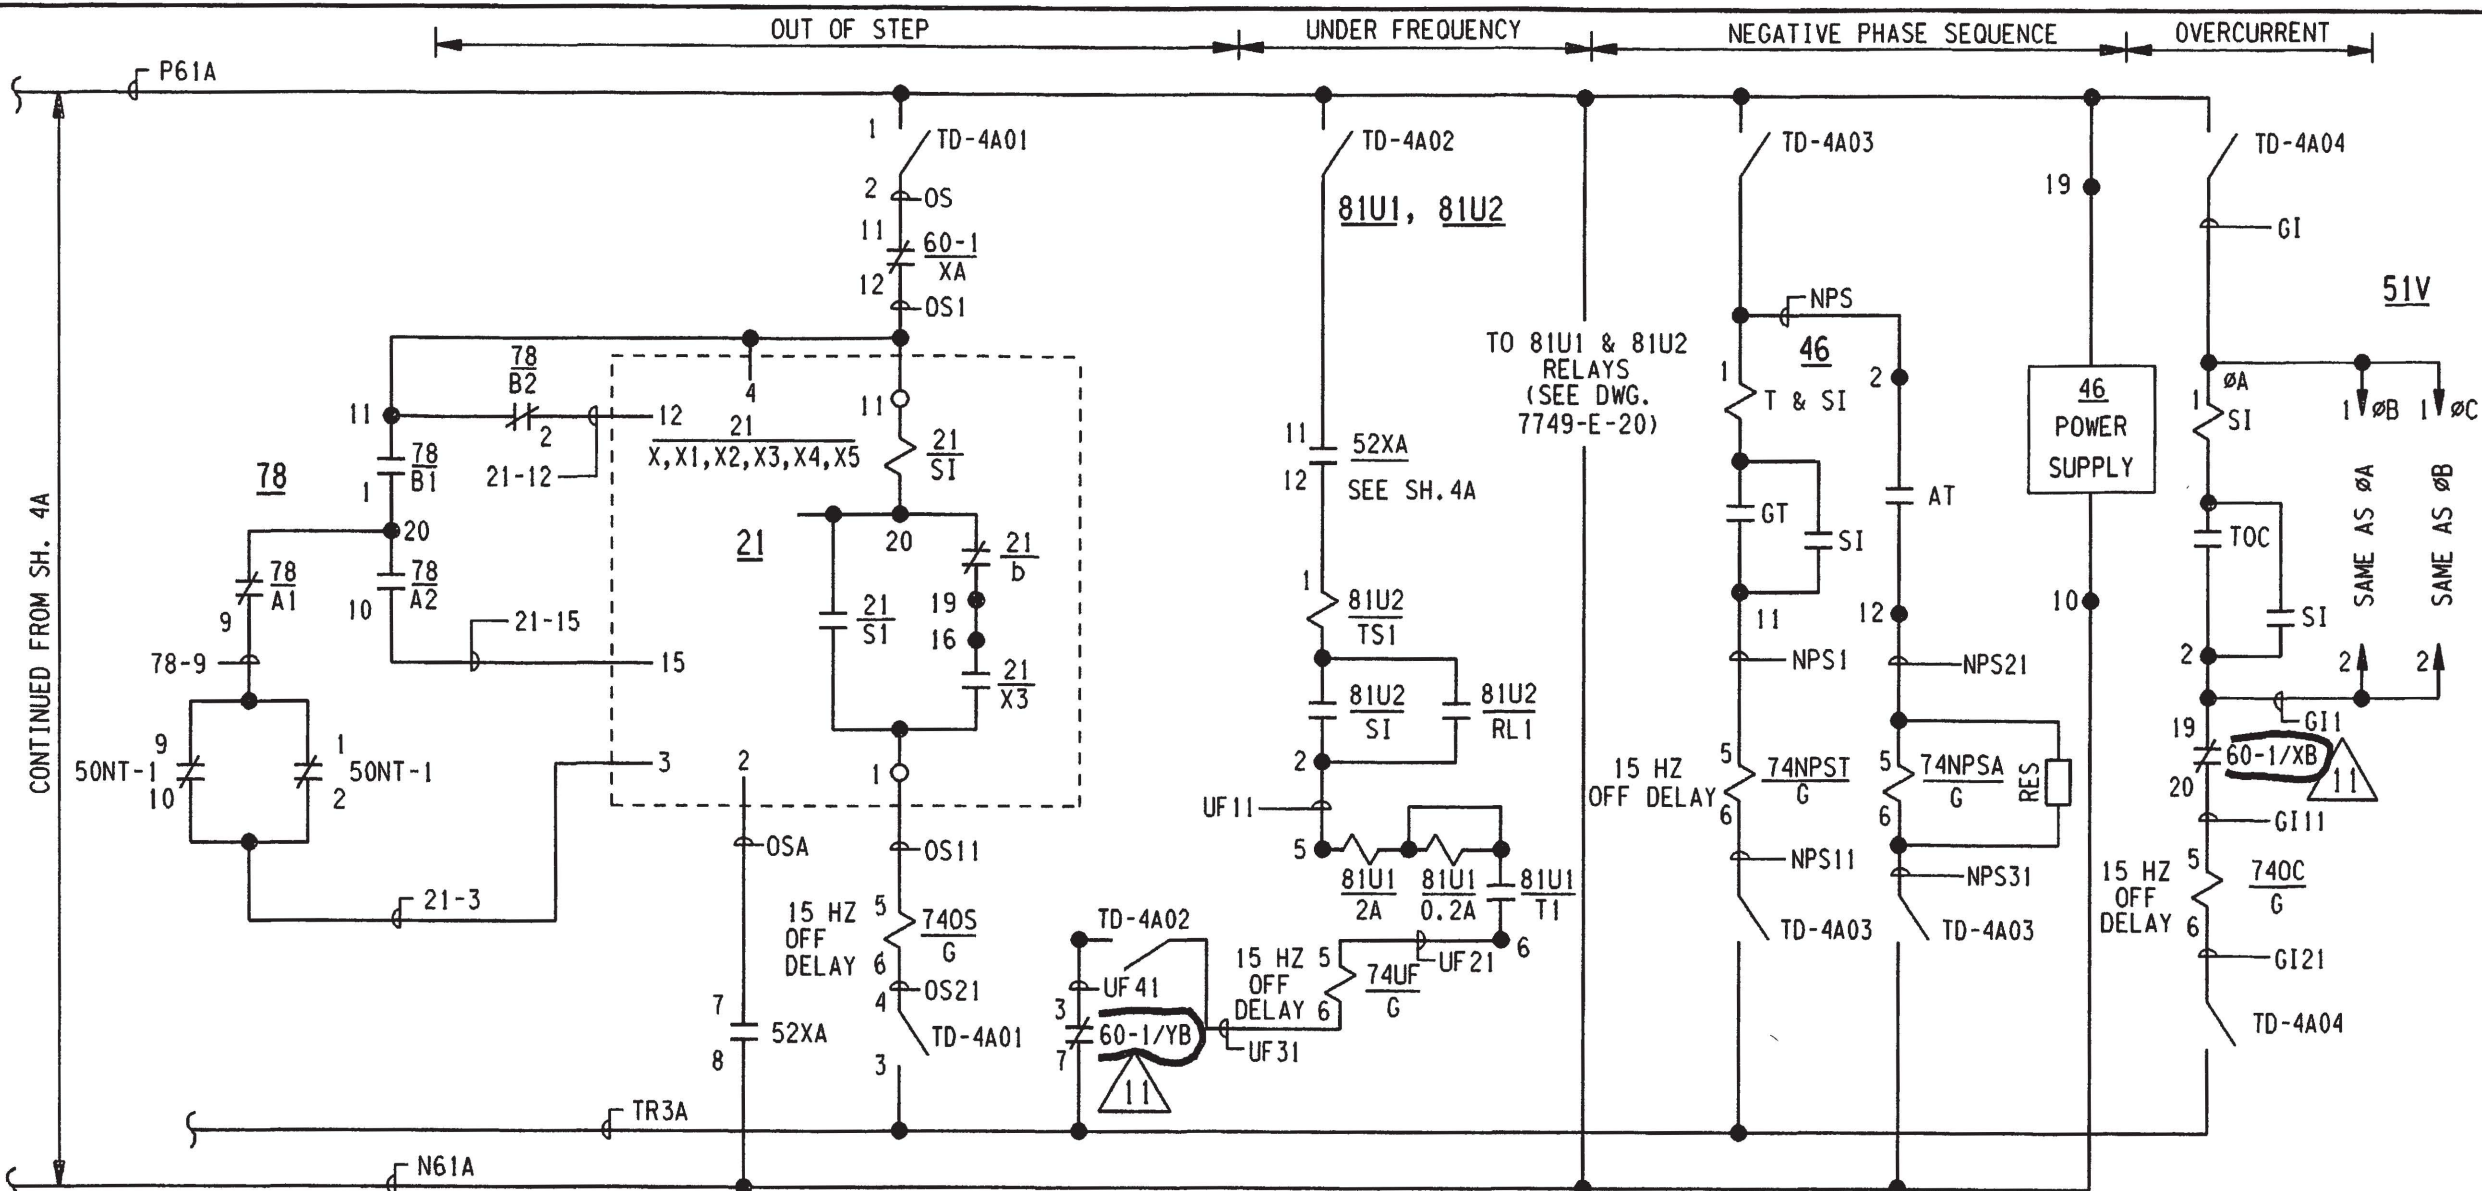 OUT OF STEP
UNDER FREQUENCY
NEGATIVE PHASE SEQUENCE
OVERCURRENT
P61A
CONTINUED FROM SH. 4A
1
TD-4A01
2
OS
11
60-1
XA
12
OS1
78
B2
11
2
12
21-12
78
78
B1
1
20
78
A1
9
78
A2
10
21-15
15
78-9
9
50NT-1
10
1
50NT-1
2
21-3
3
4
21
X,X1,X2,X3,X4,X5
11
21
SI
21
20
21
b
19
16
21
S1
21
X3
2
1
OSA
OS11
15 HZ
OFF
DELAY
5
74OS
G
6
OS21
4
TD-4A01
3
7
52XA
8
TR3A
N61A
TD-4A02
81U1, 81U2
11
52XA
12
SEE SH.4A
1
81U2
TS1
81U2
SI
81U2
RL1
2
UF11
5
81U1
2A
81U1
0.2A
81U1
T1
6
UF21
TD-4A02
UF41
3
60-1/YB
7
11
15 HZ
OFF
DELAY
5
74UF
G
6
UF31
TO 81U1 & 81U2
RELAYS
(SEE DWG.
7749-E-20)
TD-4A03
NPS
46
1
T & SI
2
GT
SI
AT
11
12
NPS1
NPS21
15 HZ
OFF DELAY
5
74NPST
G
6
5
74NPSA
G
6
RES
NPS11
NPS31
TD-4A03
TD-4A03
19
46
POWER
SUPPLY
10
TD-4A04
GI
51V
ØA
1
SI
1
ØB
1
ØC
TOC
SI
SAME AS ØA
SAME AS ØB
2
2
2
GI1
19
60-1/XB
20
11
GI11
15 HZ
OFF
DELAY
5
74OC
G
6
GI21
TD-4A04